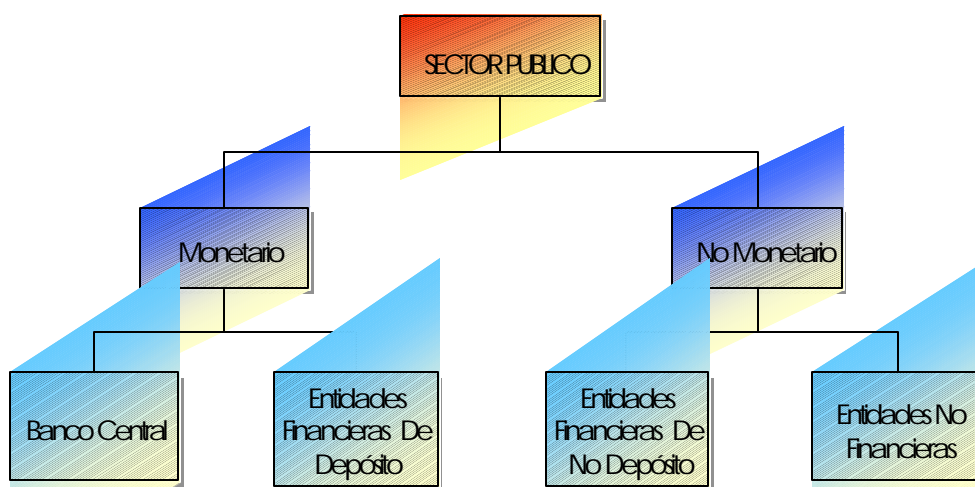 SECTOR PUBLICO
Monetario
No Monetario
Banco Central
Entidades
Financieras De
Depósito
Entidades
Financieras De
No Depósito
Entidades No
Financieras